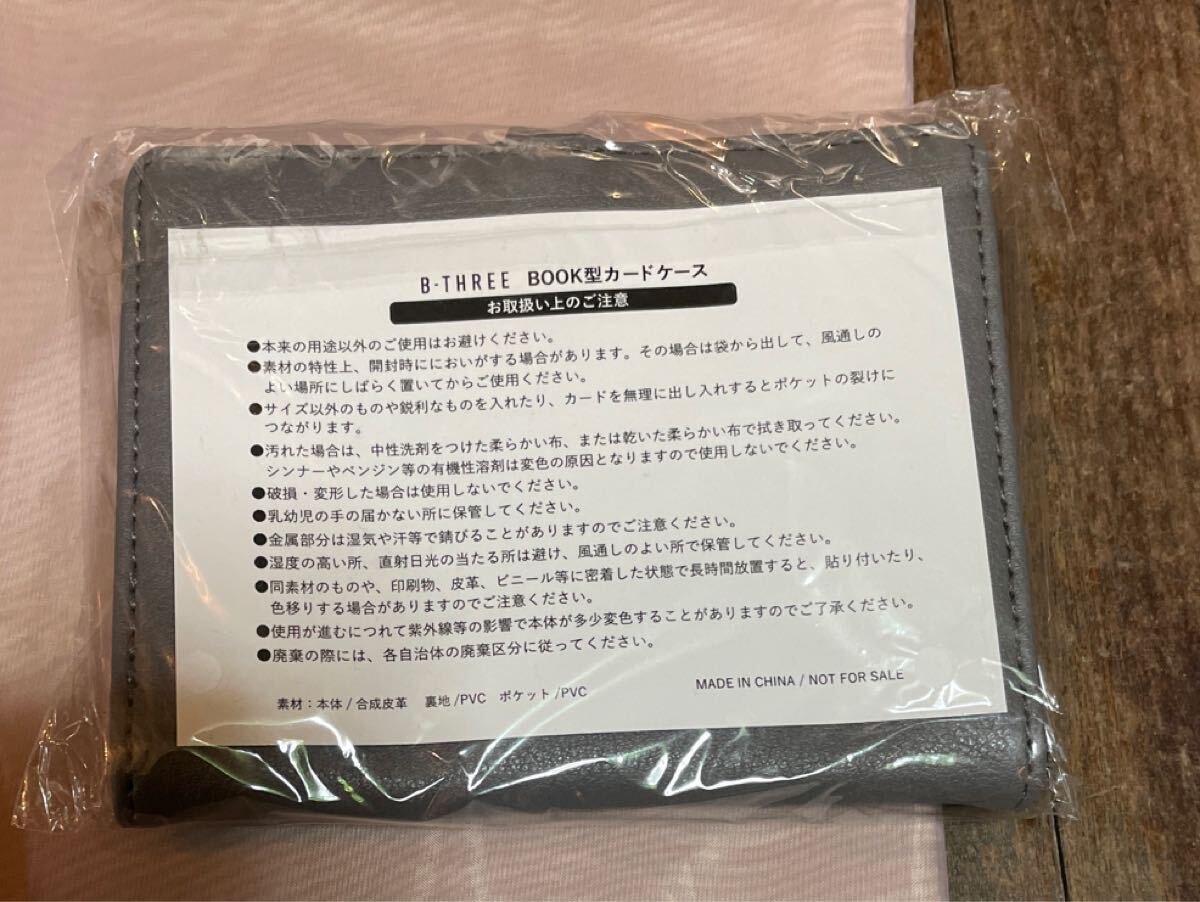 B-THREE BOOK型カードケース
お取扱い上のご注意
●本来の用途以外のご使用はお避けください。
●素材の特性上、開封時ににおいがする場合があります。その場合は袋から出して、風通しの
よい場所にしばらく置いてからご使用ください。
●サイズ以外のものや鋭利なものを入れたり、カードを無理に出し入れするとポケットの裂けに
つながります。
●汚れた場合は、中性洗剤をつけた柔らかい布、または乾いた柔らかい布で拭き取ってください。
シンナーやベンジン等の有機性溶剤は変色の原因となりますので使用しないでください。
●破損・変形した場合は使用しないでください。
●乳幼児の手の届かない所に保管してください。
●金属部分は湿気や汗等で錆びることがありますのでご注意ください。
●湿度の高い所、直射日光の当たる所は避け、風通しのよい所で保管してください。
●同素材のものや、印刷物、皮革、ビニール等に密着した状態で長時間放置すると、貼り付いたり、
色移りする場合がありますのでご注意ください。
●使用が進むにつれて紫外線等の影響で本体が多少変色することがありますのでご了承ください。
●廃棄の際には、各自治体の廃棄区分に従ってください。
素材：本体/合成皮革 裏地/PVC ポケット/PVC
MADE IN CHINA / NOT FOR SALE